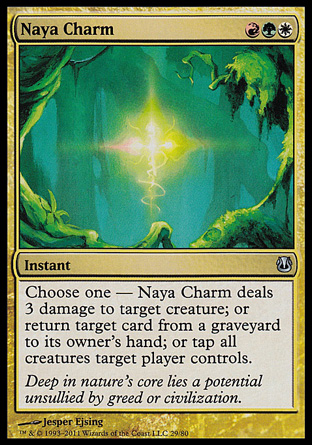 Naya Charm
Instant
Choose one — Naya Charm deals
3 damage to target creature; or
return target card from a graveyard
to its owner's hand; or tap all
creatures target player controls.
Deep in nature's core lies a potential
unsullied by greed or civilization.
Jesper Ejsing
™ & © 1993–2011 Wizards of the Coast LLC 29/80